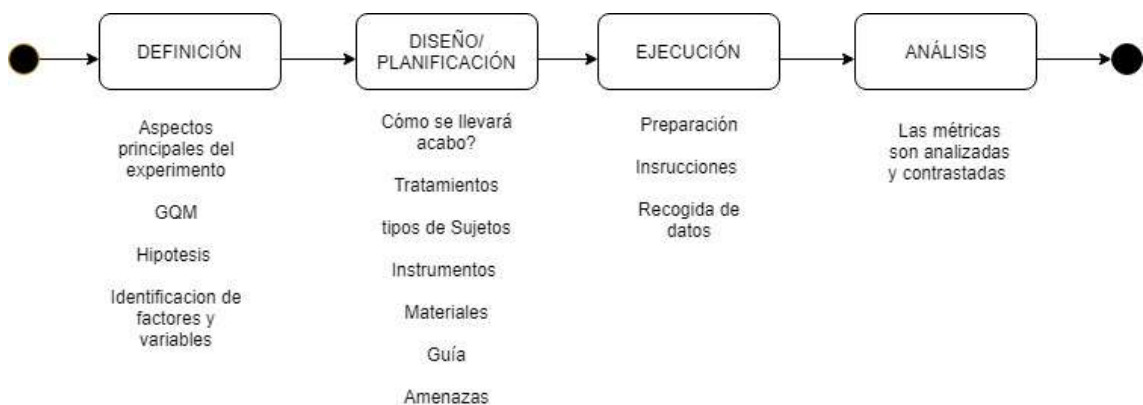 DEFINICIÓN
DISEÑO/
PLANIFICACIÓN
EJECUCIÓN
ANÁLISIS
Aspectos
principales del
experimento
GQM
Hipotesis
Identificacion de
factores y
variables
Cómo se llevará
acabo?
Tratamientos
tipos de Sujetos
Instrumentos
Materiales
Guía
Amenazas
Preparación
Insrucciones
Recogida de
datos
Las métricas
son analizadas
y contrastadas